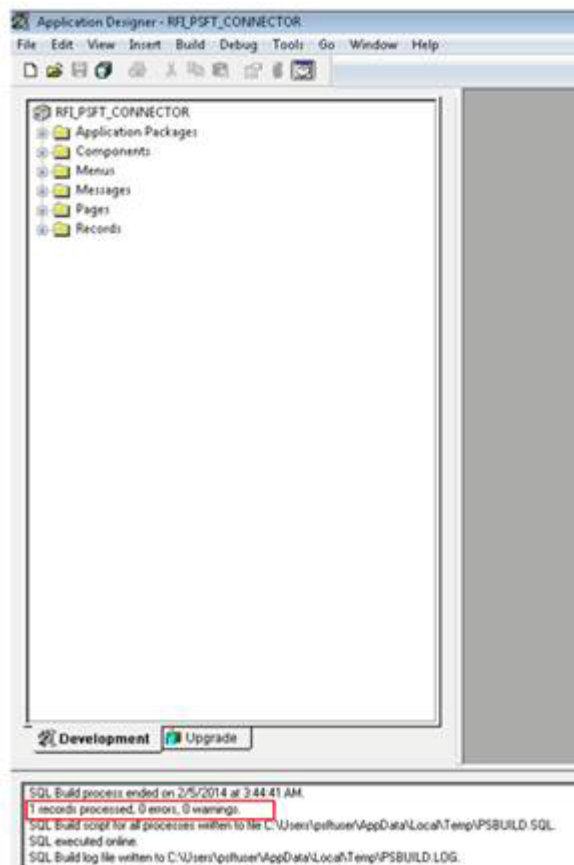 Application Designer - RFI_PSFT_CONNECTOR
File Edit View Insert Build Debug Tools Go Window Help
RFI_PSFT_CONNECTOR
Application Packages
Components
Menus
Messages
Pages
Records
Development
Upgrade
SQL Build process ended on 2/5/2014 at 3:44:41 AM.
1 records processed, 0 errors, 0 warnings.
SQL Build script for all processes written to file C:\Users\psftuser\AppData\Local\Temp\PSBUILD.SQL.
SQL executed online.
SQL Build log file written to C:\Users\psftuser\AppData\Local\Temp\PSBUILD.LOG.